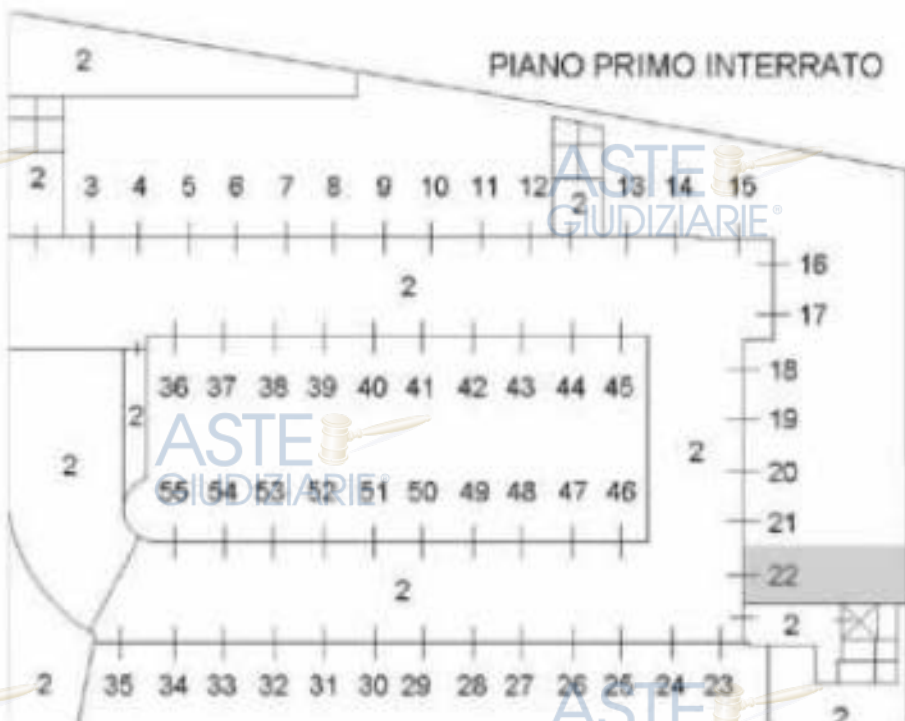 2
PIANO PRIMO INTERRATO
2 3 4 5 6 7 8 9 10 11 12 2 13 14 15
ASTE
GIUDIZIARIE®
16
2
17
18
36 37 38 39 40 41 42 43 44 45
2
19
ASTE
GIUDIZIARIE®
2
2
20
55 54 53 52 51 50 49 48 47 46
21
22
2
2
2 35 34 33 32 31 30 29 28 27 26 25 24 23
ASTE
2